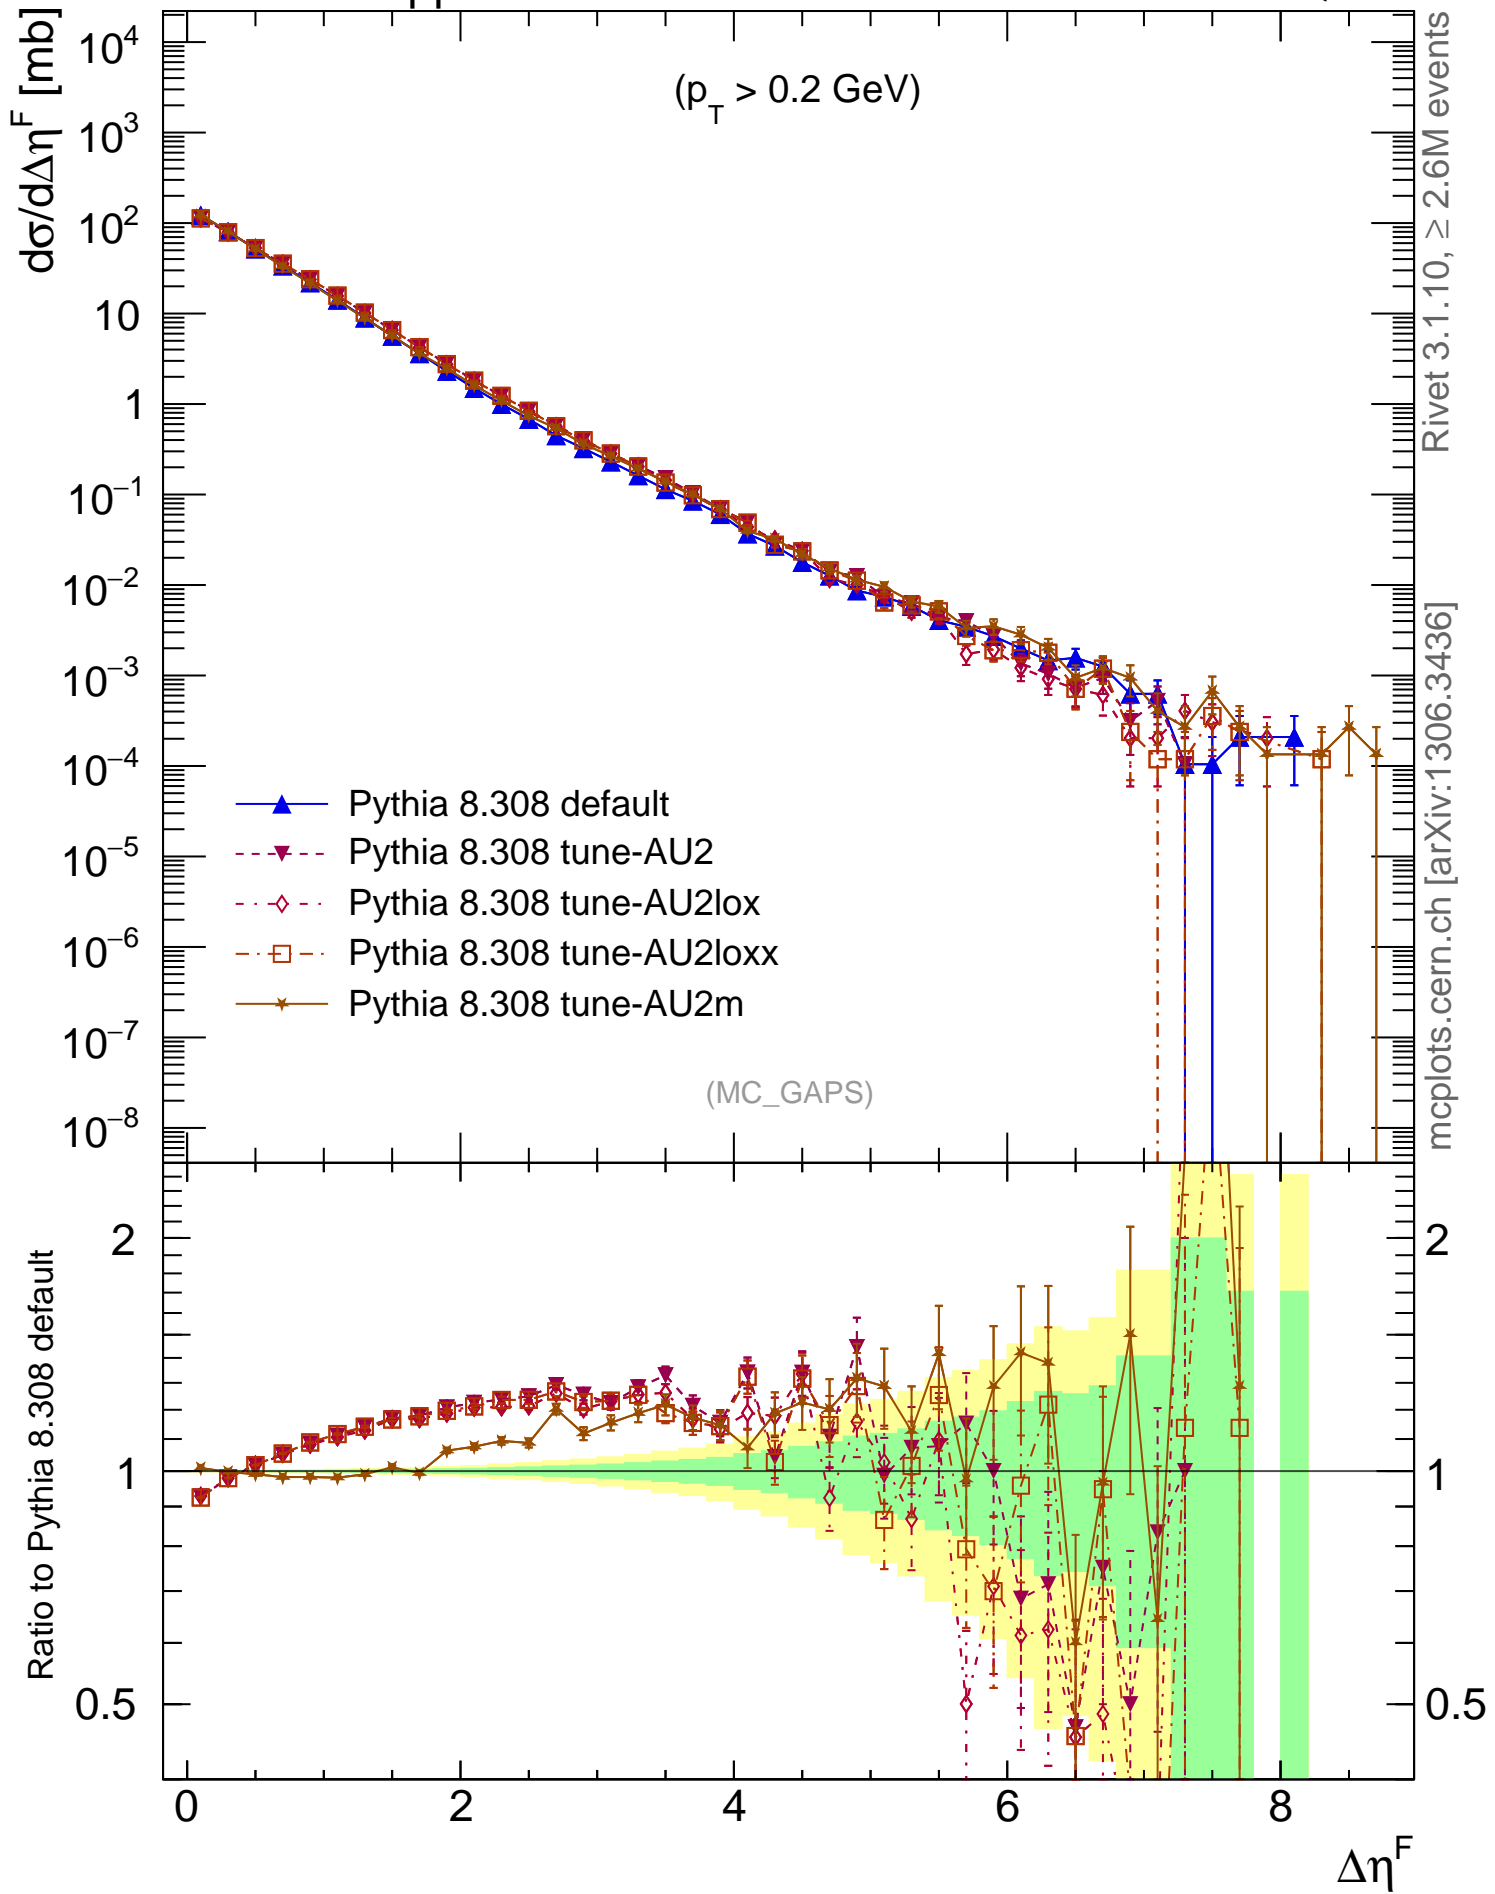 (p_T > 0.2 GeV)
dσ/dΔη^F [mb]
10^4
10^3
10^2
10
1
10^−1
10^−2
10^−3
10^−4
10^−5
10^−6
10^−7
10^−8
Pythia 8.308 default
Pythia 8.308 tune-AU2
Pythia 8.308 tune-AU2lox
Pythia 8.308 tune-AU2loxx
Pythia 8.308 tune-AU2m
(MC_GAPS)
Rivet 3.1.10, ≥ 2.6M events
mcplots.cern.ch [arXiv:1306.3436]
Ratio to Pythia 8.308 default
2
1
0.5
2
1
0.5
0 2 4 6 8
Δη^F